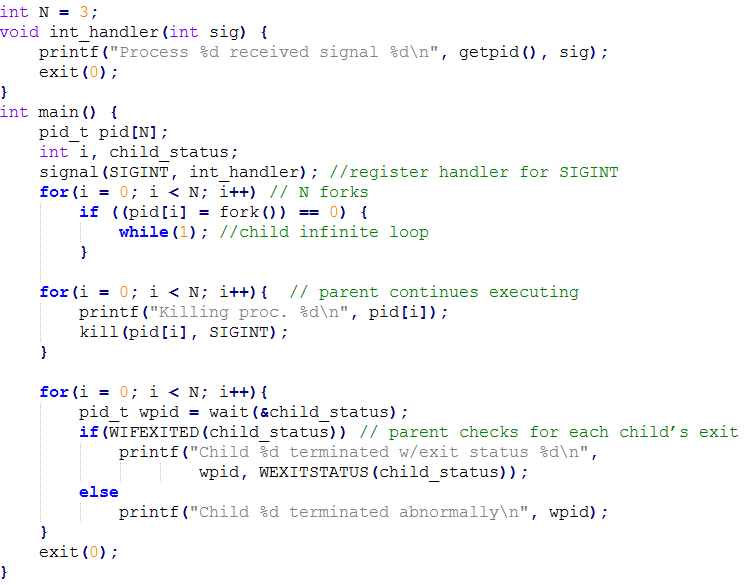 int N = 3;
void int_handler(int sig) {
    printf("Process %d received signal %d\n", getpid(), sig);
    exit(0);
}
int main() {
    pid_t pid[N];
    int i, child_status;
    signal(SIGINT, int_handler); //register handler for SIGINT
    for(i = 0; i < N; i++) // N forks
        if ((pid[i] = fork()) == 0) {
            while(1); //child infinite loop
        }

    for(i = 0; i < N; i++){  // parent continues executing
        printf("Killing proc. %d\n", pid[i]);
        kill(pid[i], SIGINT);
    }

    for(i = 0; i < N; i++){
        pid_t wpid = wait(&child_status);
        if(WIFEXITED(child_status)) // parent checks for each child’s exit
            printf("Child %d terminated w/exit status %d\n",
                    wpid, WEXITSTATUS(child_status));
        else
            printf("Child %d terminated abnormally\n", wpid);
    }
    exit(0);
}